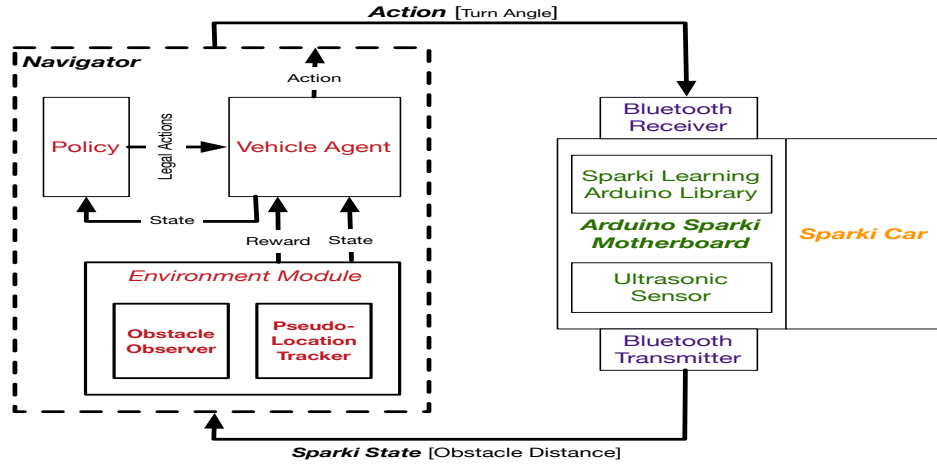 Action [Turn Angle]
Navigator
Action
Policy
Legal Actions
Vehicle Agent
State
Reward
State
Environment Module
Obstacle
Observer
Pseudo-
Location
Tracker
Bluetooth
Receiver
Sparki Learning
Arduino Library
Arduino Sparki
Motherboard
Ultrasonic
Sensor
Sparki Car
Bluetooth
Transmitter
Sparki State [Obstacle Distance]